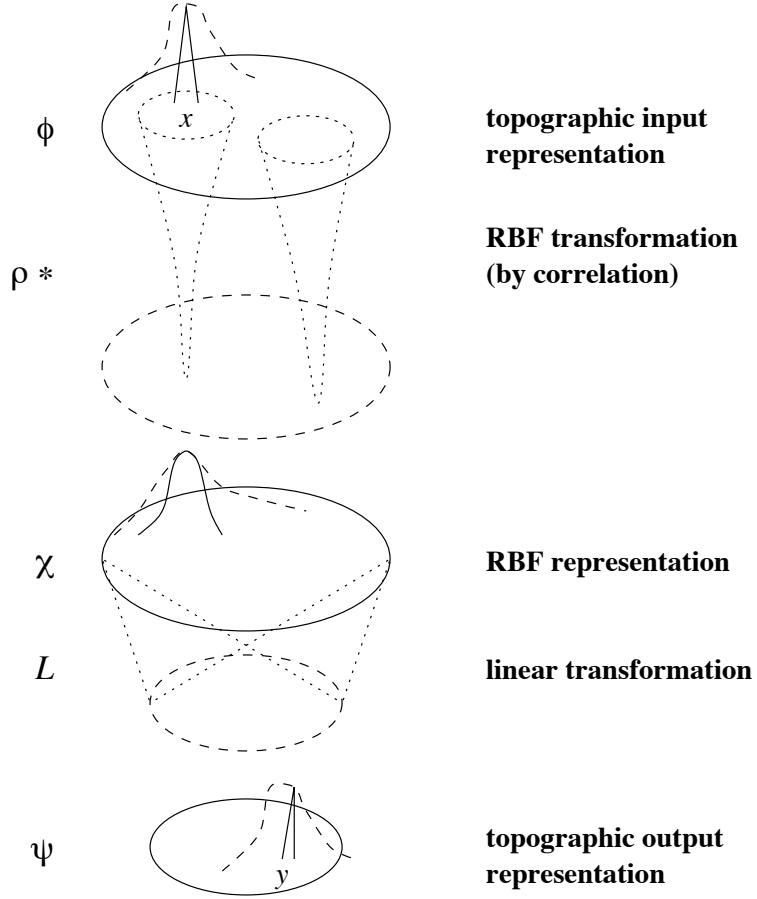 x
ϕ
topographic input
representation
RBF transformation
(by correlation)
ρ *
χ
RBF representation
L
linear transformation
ψ
topographic output
representation
y